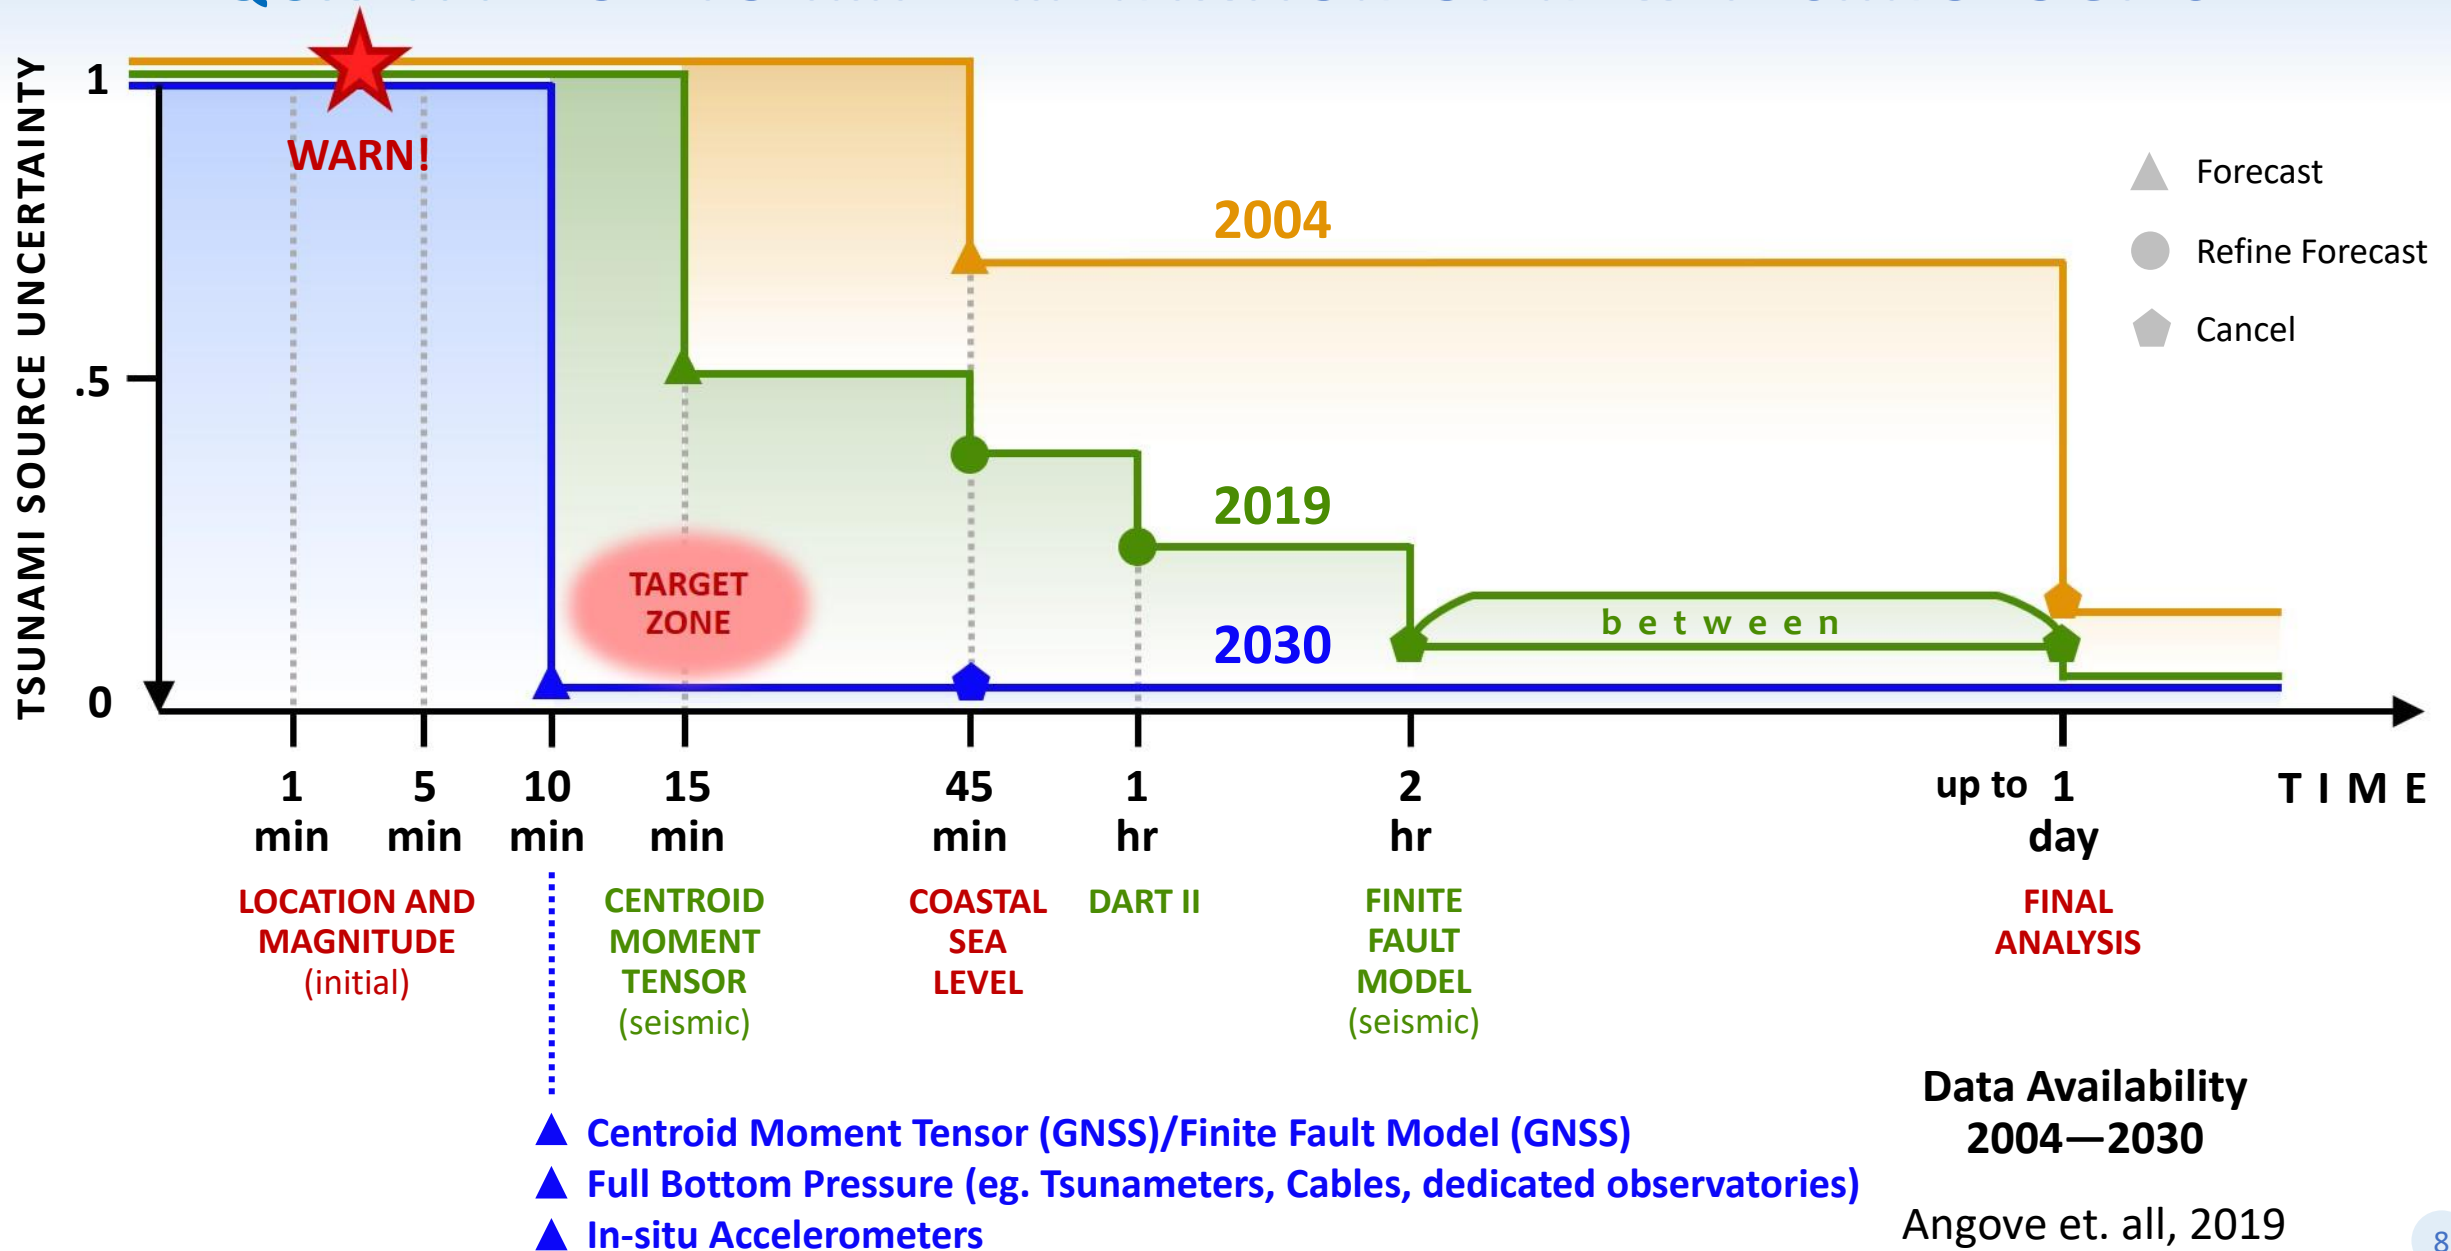 TSUNAMI SOURCE UNCERTAINTY
1
.5
0
WARN!
2004
2019
2030
TARGET
ZONE
between
Forecast
Refine Forecast
Cancel
1
min
5
min
10
min
15
min
45
min
1
hr
2
hr
up to 1
day
TIME
LOCATION AND
MAGNITUDE
(initial)
CENTROID
MOMENT
TENSOR
(seismic)
COASTAL
SEA
LEVEL
DART II
FINITE
FAULT
MODEL
(seismic)
FINAL
ANALYSIS
Centroid Moment Tensor (GNSS)/Finite Fault Model (GNSS)
Full Bottom Pressure (eg. Tsunameters, Cables, dedicated observatories)
In-situ Accelerometers
Data Availability
2004—2030
Angove et. all, 2019
8